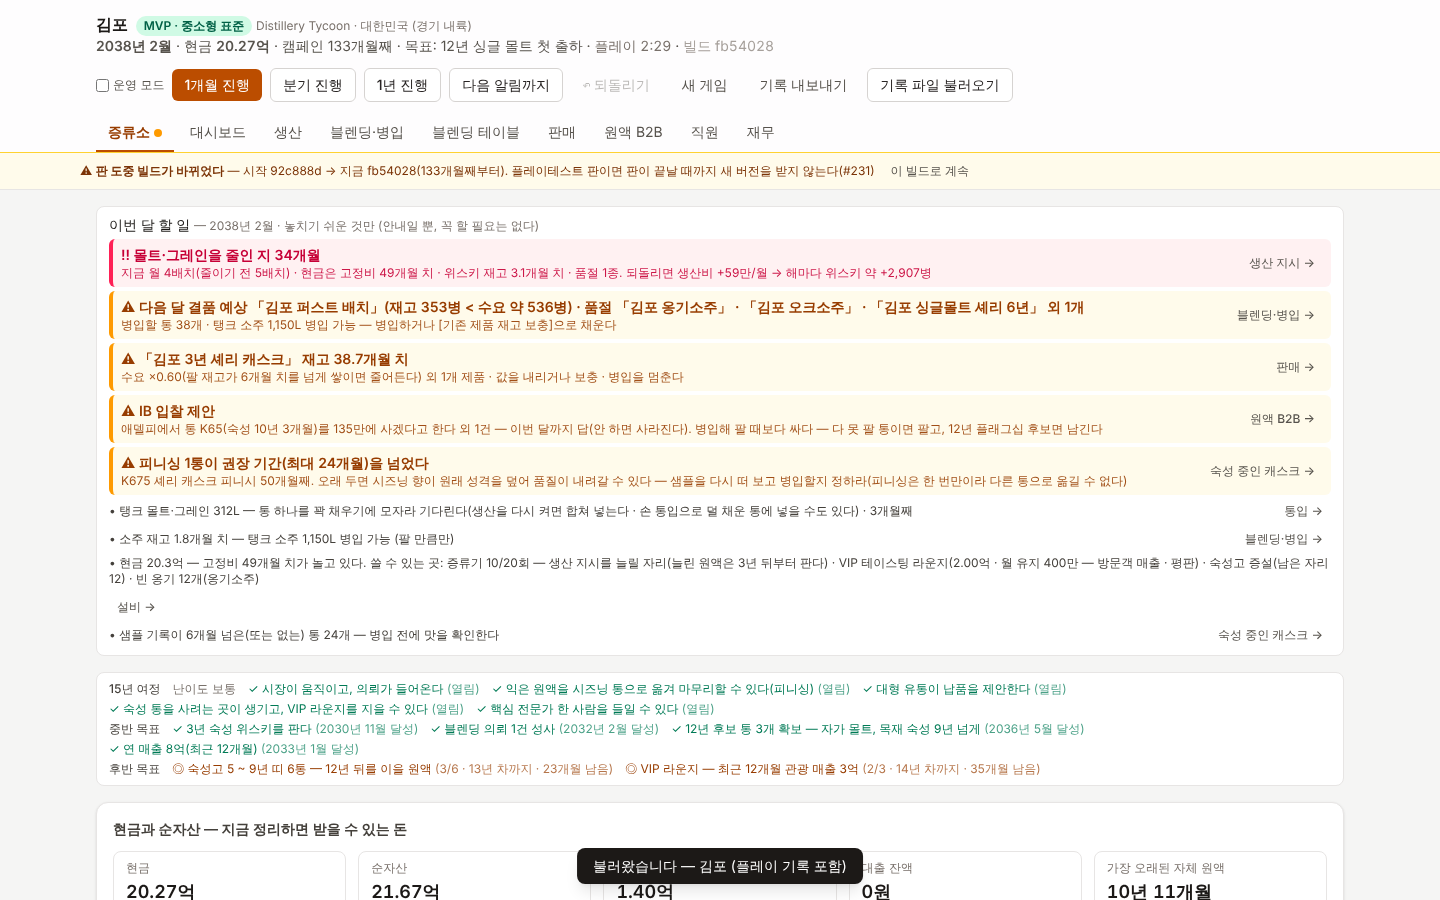 김포 MVP · 중소형 표준 Distillery Tycoon · 대한민국 (경기 내륙)
2038년 2월 · 현금 20.27억 · 캠페인 133개월째 · 목표: 12년 싱글 몰트 첫 출하 · 플레이 2:29 · 빌드 fb54028
운영 모드 1개월 진행 분기 진행 1년 진행 다음 알림까지 ↶ 되돌리기 새 게임 기록 내보내기 기록 파일 불러오기
증류소 대시보드 생산 블렌딩·병입 블렌딩 테이블 판매 원액 B2B 직원 재무
⚠ 판 도중 빌드가 바뀌었다 — 시작 92c888d → 지금 fb54028(133개월째부터). 플레이테스트 판이면 판이 끝날 때까지 새 버전을 받지 않는다(#231) 이 빌드로 계속
이번 달 할 일 — 2038년 2월 · 놓치기 쉬운 것만 (안내일 뿐, 꼭 할 필요는 없다)
!! 몰트·그레인을 줄인 지 34개월
지금 월 4배치(줄이기 전 5배치) · 현금은 고정비 49개월 치 · 위스키 재고 3.1개월 치 · 품절 1종. 되돌리면 생산비 +59만/월 → 해마다 위스키 약 +2,907병
생산 지시 →
⚠ 다음 달 결품 예상 「김포 퍼스트 배치」(재고 353병 < 수요 약 536병) · 품절 「김포 옹기소주」 · 「김포 오크소주」 · 「김포 싱글몰트 셰리 6년」 외 1개
병입할 통 38개 · 탱크 소주 1,150L 병입 가능 — 병입하거나 [기존 제품 재고 보충]으로 채운다
블렌딩·병입 →
⚠ 「김포 3년 셰리 캐스크」 재고 38.7개월 치
수요 ×0.60(팔 재고가 6개월 치를 넘게 쌓이면 줄어든다) 외 1개 제품 · 값을 내리거나 보충 · 병입을 멈춘다
판매 →
⚠ IB 입찰 제안
애델피에서 통 K65(숙성 10년 3개월)를 135만에 사겠다고 한다 외 1건 — 이번 달까지 답(안 하면 사라진다). 병입해 팔 때보다 싸다 — 다 못 팔 통이면 팔고, 12년 플래그십 후보면 남긴다
원액 B2B →
⚠ 피니싱 1통이 권장 기간(최대 24개월)을 넘었다
K675 셰리 캐스크 피니시 50개월째. 오래 두면 시즈닝 향이 원래 성격을 덮어 품질이 내려갈 수 있다 — 샘플을 다시 떠 보고 병입할지 정하라(피니싱은 한 번만이라 다른 통으로 옮길 수 없다)
숙성 중인 캐스크 →
• 탱크 몰트·그레인 312L — 통 하나를 꽉 채우기에 모자라 기다린다(생산을 다시 켜면 합쳐 넣는다 · 손 통입으로 덜 채운 통에 넣을 수도 있다) · 3개월째 통입 →
• 소주 재고 1.8개월 치 — 탱크 소주 1,150L 병입 가능 (팔 만큼만) 블렌딩·병입 →
• 현금 20.3억 — 고정비 49개월 치가 놀고 있다. 쓸 수 있는 곳: 증류기 10/20회 — 생산 지시를 늘릴 자리(늘린 원액은 3년 뒤부터 판다) · VIP 테이스팅 라운지(2.00억 · 월 유지 400만 — 방문객 매출 · 평판) · 숙성고 증설(남은 자리
12) · 빈 옹기 12개(옹기소주)
설비 →
• 샘플 기록이 6개월 넘은(또는 없는) 통 24개 — 병입 전에 맛을 확인한다 숙성 중인 캐스크 →
15년 여정 난이도 보통 ✓ 시장이 움직이고, 의뢰가 들어온다 (열림) ✓ 익은 원액을 시즈닝 통으로 옮겨 마무리할 수 있다(피니싱) (열림) ✓ 대형 유통이 납품을 제안한다 (열림)
✓ 숙성 통을 사려는 곳이 생기고, VIP 라운지를 지을 수 있다 (열림) ✓ 핵심 전문가 한 사람을 들일 수 있다 (열림)
중반 목표 ✓ 3년 숙성 위스키를 판다 (2030년 11월 달성) ✓ 블렌딩 의뢰 1건 성사 (2032년 2월 달성) ✓ 12년 후보 통 3개 확보 — 자가 몰트, 목재 숙성 9년 넘게 (2036년 5월 달성)
✓ 연 매출 8억(최근 12개월) (2033년 1월 달성)
후반 목표 ◎ 숙성고 5 ~ 9년 띠 6통 — 12년 뒤를 이을 원액 (3/6 · 13년 차까지 · 23개월 남음) ◎ VIP 라운지 — 최근 12개월 관광 매출 3억 (2/3 · 14년 차까지 · 35개월 남음)
현금과 순자산 — 지금 정리하면 받을 수 있는 돈
현금 순자산 대출 잔액 가장 오래된 자체 원액
20.27억 21.67억 1.40억 0원 10년 11개월
불러왔습니다 — 김포 (플레이 기록 포함)